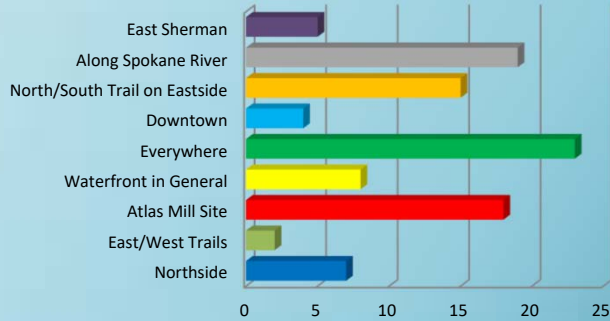 East Sherman
Along Spokane River
North/South Trail on Eastside
Downtown
Everywhere
Waterfront in General
Atlas Mill Site
East/West Trails
Northside
0 5 10 15 20 25